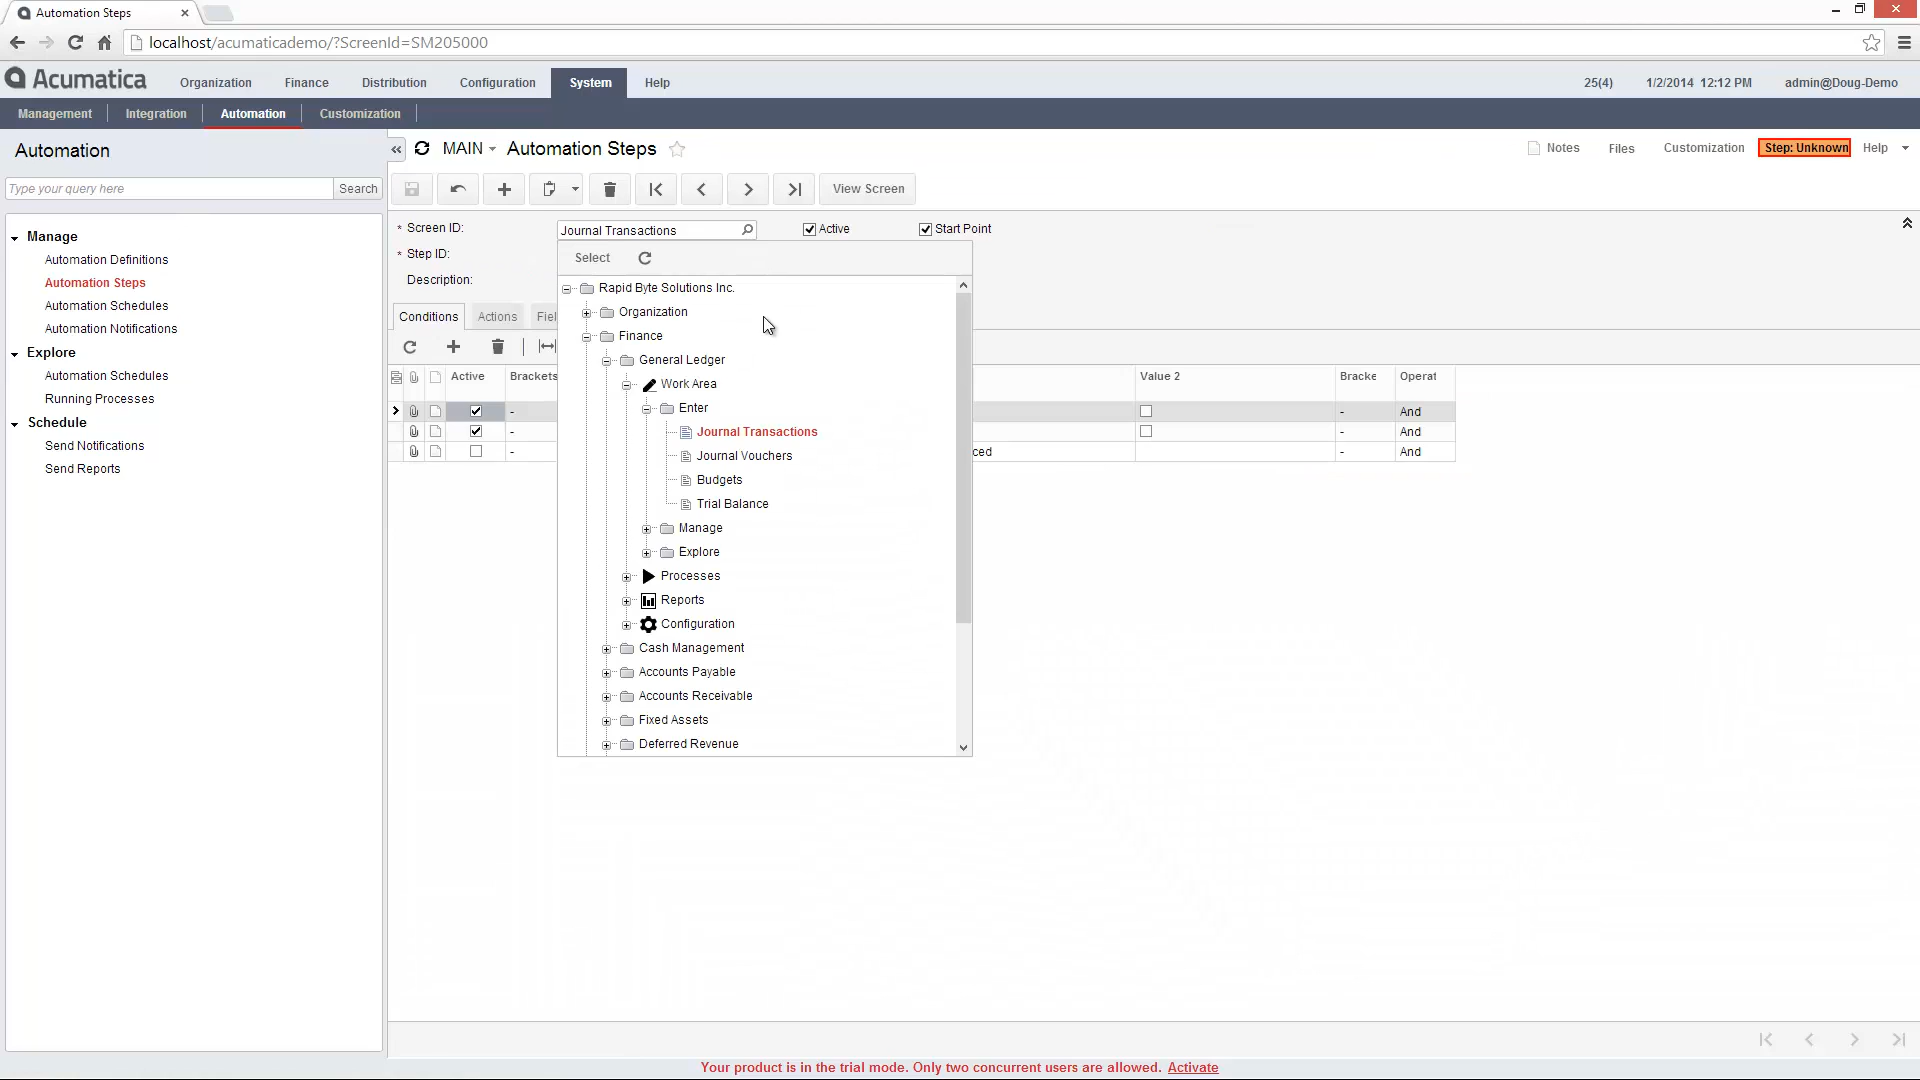 Automation Steps
localhost/acumaticademo/?ScreenId=SM205000
Acumatica Organization Finance Distribution Configuration System Help 25(4) 1/2/2014 12:12 PM admin@Doug-Demo
Management Integration Automation Customization
Automation
MAIN Automation Steps Notes Files Customization Step: Unknown Help
Type your query here Search
View Screen
Manage
Automation Definitions
Automation Steps
Automation Schedules
Automation Notifications
Explore
Automation Schedules
Running Processes
Schedule
Send Notifications
Send Reports
* Screen ID: Journal Transactions Active Start Point
* Step ID:
Description:
Select
Conditions Actions Fiel
Active Brackets Value 2 Bracke Operat
- - And
- - And
- ced - And
Rapid Byte Solutions Inc.
Organization
Finance
General Ledger
Work Area
Enter
Journal Transactions
Journal Vouchers
Budgets
Trial Balance
Manage
Explore
Processes
Reports
Configuration
Cash Management
Accounts Payable
Accounts Receivable
Fixed Assets
Deferred Revenue
Your product is in the trial mode. Only two concurrent users are allowed. Activate